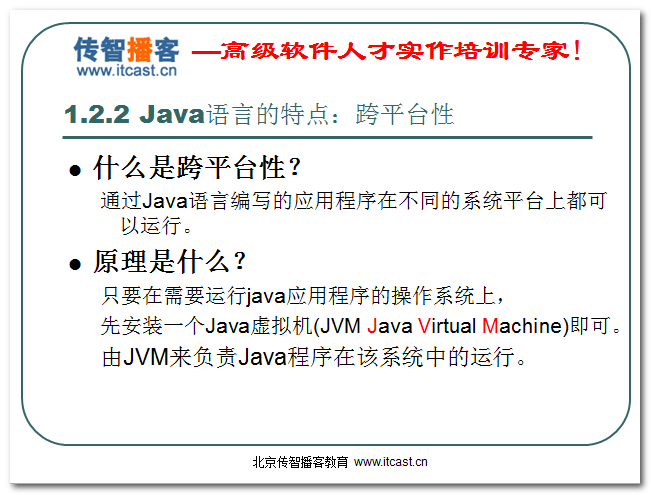 传智播客 —高级软件人才实作培训专家!
www.itcast.cn
1.2.2 Java语言的特点：跨平台性
什么是跨平台性？
通过Java语言编写的应用程序在不同的系统平台上都可
以运行。
原理是什么？
只要在需要运行java应用程序的操作系统上，
先安装一个Java虚拟机(JVM Java Virtual Machine)即可。
由JVM来负责Java程序在该系统中的运行。
北京传智播客教育 www.itcast.cn